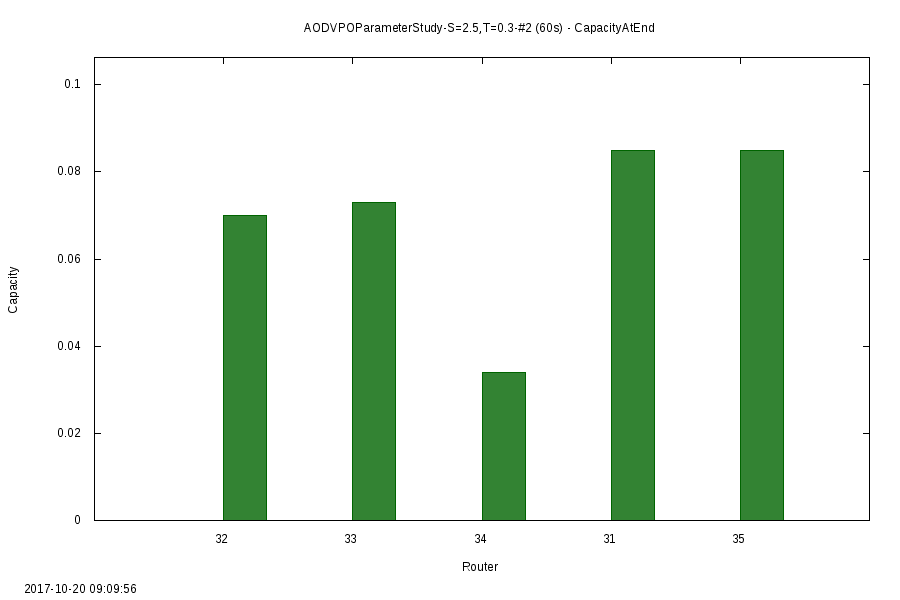 AODVPOParameterStudy-S=2.5,T=0.3-#2 (60s) - CapacityAtEnd
0.1
0.08
0.06
0.04
0.02
0
Capacity
32 33 34 31 35
Router
2017-10-20 09:09:56